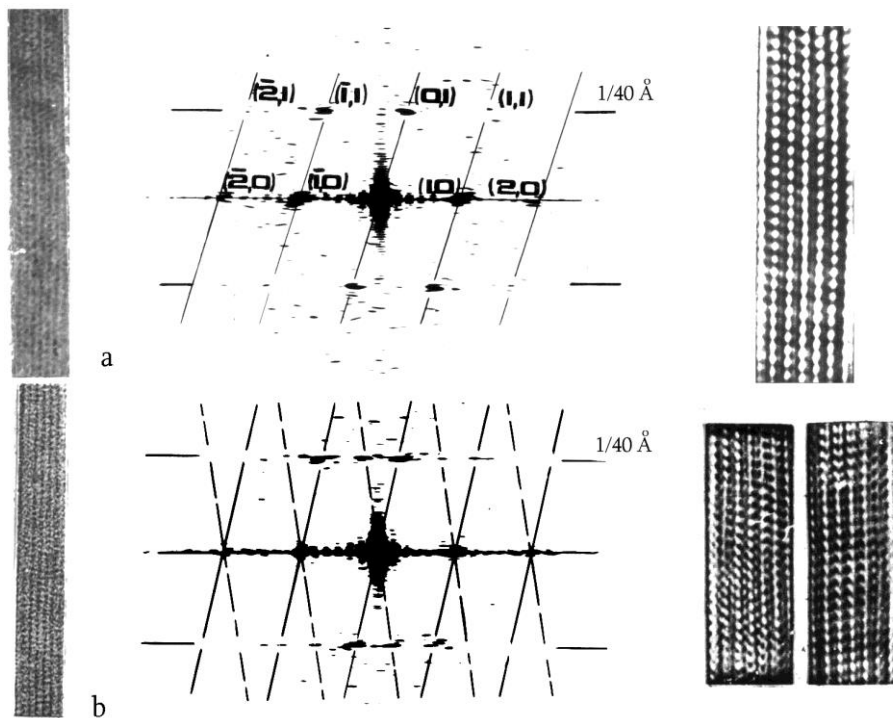 (2̄,1) (1̄,1) (0,1) (1,1) 1/40 Å
(2̄,0) (1̄,0) (1,0) (2,0)
a
1/40 Å
b